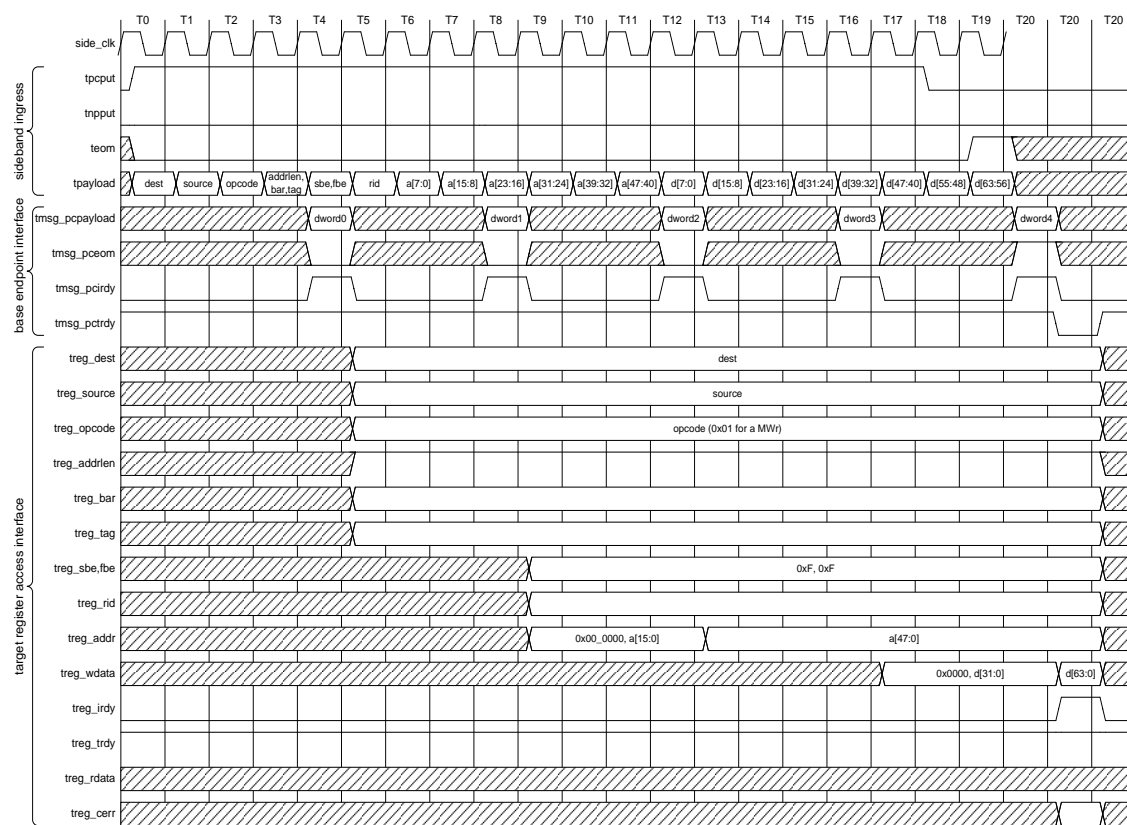 T0 T1 T2 T3 T4 T5 T6 T7 T8 T9 T10 T11 T12 T13 T14 T15 T16 T17 T18 T19 T20 T20 T20
side_clk
sideband ingress
tpcput
tnpput
teom
tpayload dest source opcode addrlen, bar,tag sbe,fbe rid a[7:0] a[15:8] a[23:16] a[31:24] a[39:32] a[47:40] d[7:0] d[15:8] d[23:16] d[31:24] d[39:32] d[47:40] d[55:48] d[63:56]
base endpoint interface
tmsg_pcpayload dword0 dword1 dword2 dword3 dword4
tmsg_pceom
tmsg_pcirdy
tmsg_pctrdy
target register access interface
treg_dest dest
treg_source source
treg_opcode opcode (0x01 for a MWr)
treg_addrlen
treg_bar
treg_tag
treg_sbe,fbe 0xF, 0xF
treg_rid
treg_addr 0x00_0000, a[15:0] a[47:0]
treg_wdata 0x0000, d[31:0] d[63:0]
treg_irdy
treg_trdy
treg_rdata
treg_cerr